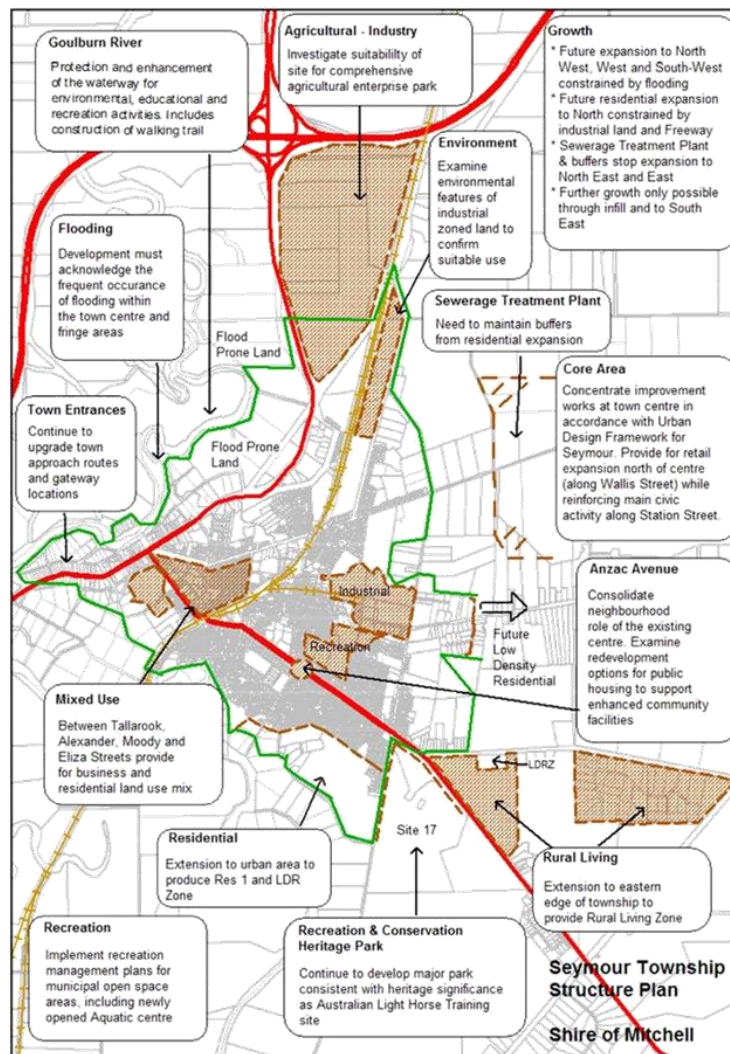 Goulburn River
Protection and enhancement
of the waterway for
environmental, educational and
recreation activities. Includes
construction of walking trail
Agricultural - Industry
Investigate suitabililty of
site for comprehensive
agricultural enterprise park
Growth
* Future expansion to North
West, West and South-West
constrained by flooding
* Future residential expansion
to North constrained by
industrial land and Freeway
* Sewerage Treatment Plant
& buffers stop expansion to
North East and East
* Further growth only possible
through infill and to South
East
Environment
Examine
environmental
features of
industrial
zoned land to
confirm
suitable use
Flooding
Development must
acknowledge the
frequent occurance
of flooding within
the town centre and
fringe areas
Sewerage Treatment Plant
Need to maintain buffers
from residential expansion
Flood
Prone Land
Flood Prone
Land
Core Area
Concentrate improvement
works at town centre in
accordance with Urban
Design Framework for
Seymour. Provide for retail
expansion north of centre
(along Wallis Street) while
reinforcing main civic
activity along Station Street.
Town Entrances
Continue to
upgrade town
approach routes
and gateway
locations
Industrial
Recreation
Future
Low
Density
Residential
Anzac Avenue
Consolidate
neighbourhood
role of the existing
centre. Examine
redevelopment
options for public
housing to support
enhanced community
facilities
Mixed Use
Between Tallarook,
Alexander, Moody and
Eliza Streets provide
for business and
residential land use mix
LDRZ
Site 17
Residential
Extension to urban area to
produce Res 1 and LDR
Zone
Rural Living
Extension to eastern
edge of township to
provide Rural Living Zone
Recreation
Implement recreation
management plans for
municipal open space
areas, including newly
opened Aquatic centre
Recreation & Conservation
Heritage Park
Continue to develop major park
consistent with heritage significance
as Australian Light Horse Training
site
Seymour Township
Structure Plan
Shire of Mitchell